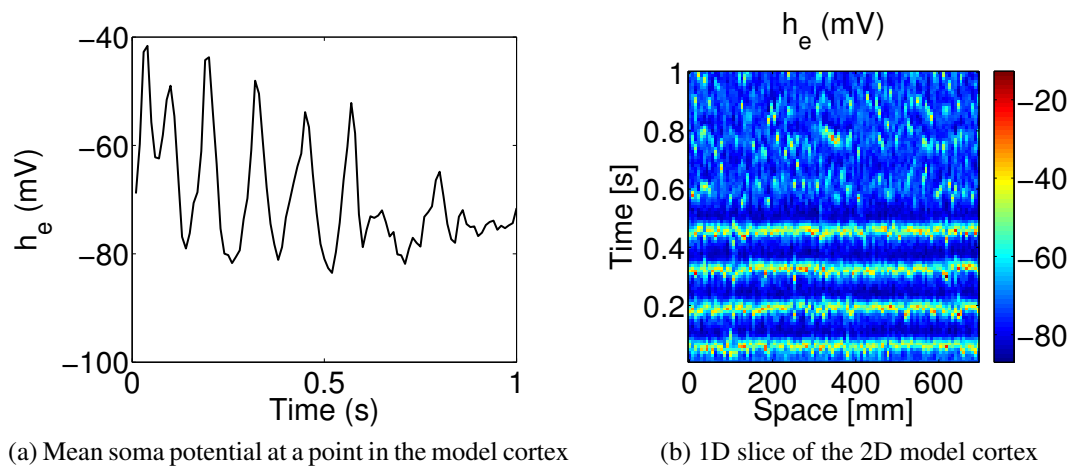 −40
−60
−80
−100
h_e (mV)
0
0.5
1
Time (s)
(a) Mean soma potential at a point in the model cortex
h_e (mV)
1
0.8
0.6
0.4
0.2
Time [s]
0
200
400
600
Space [mm]
−20
−40
−60
−80
(b) 1D slice of the 2D model cortex